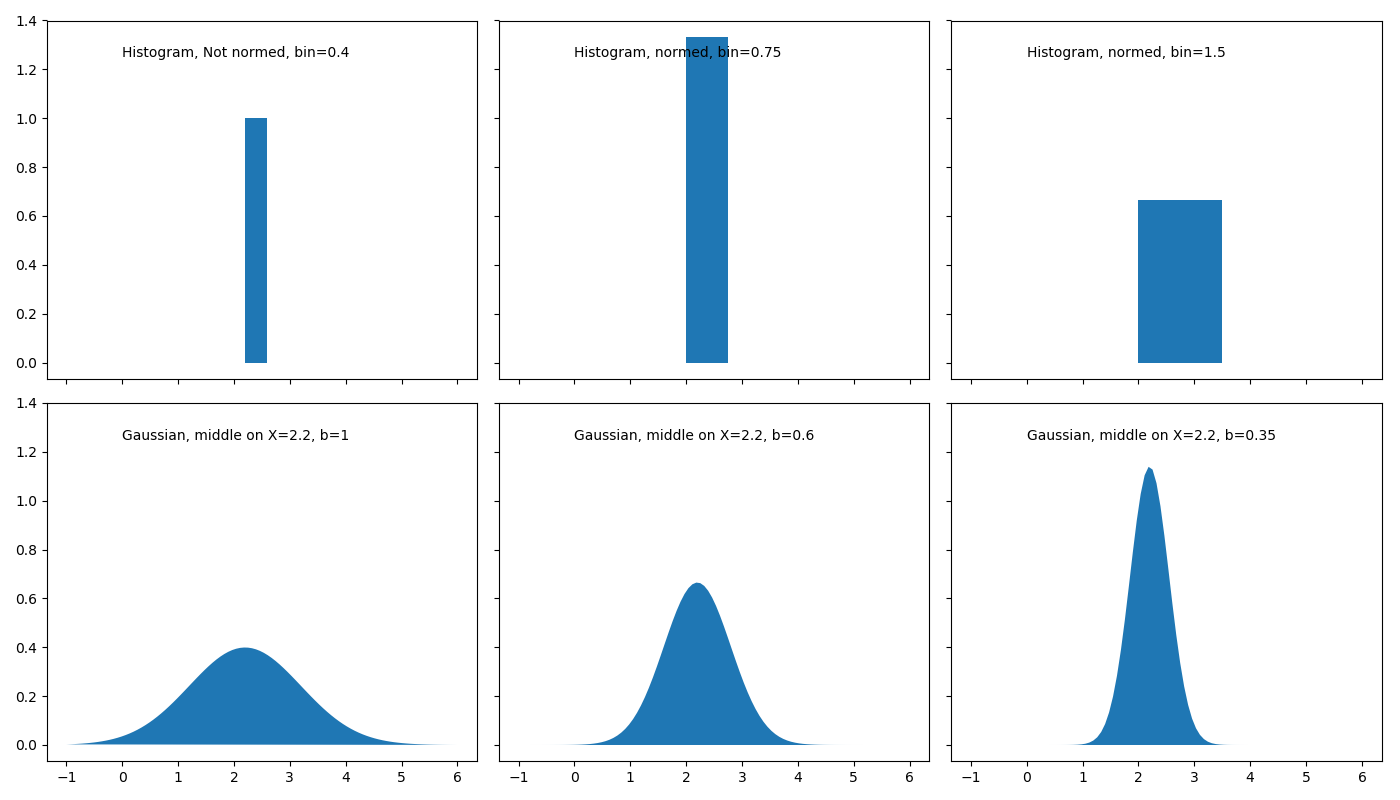 1.4
1.2
1.0
0.8
0.6
0.4
0.2
0.0
Histogram, Not normed, bin=0.4
Histogram, normed, bin=0.75
Histogram, normed, bin=1.5
1.4
1.2
1.0
0.8
0.6
0.4
0.2
0.0
Gaussian, middle on X=2.2, b=1
Gaussian, middle on X=2.2, b=0.6
Gaussian, middle on X=2.2, b=0.35
−1 0 1 2 3 4 5 6
−1 0 1 2 3 4 5 6
−1 0 1 2 3 4 5 6